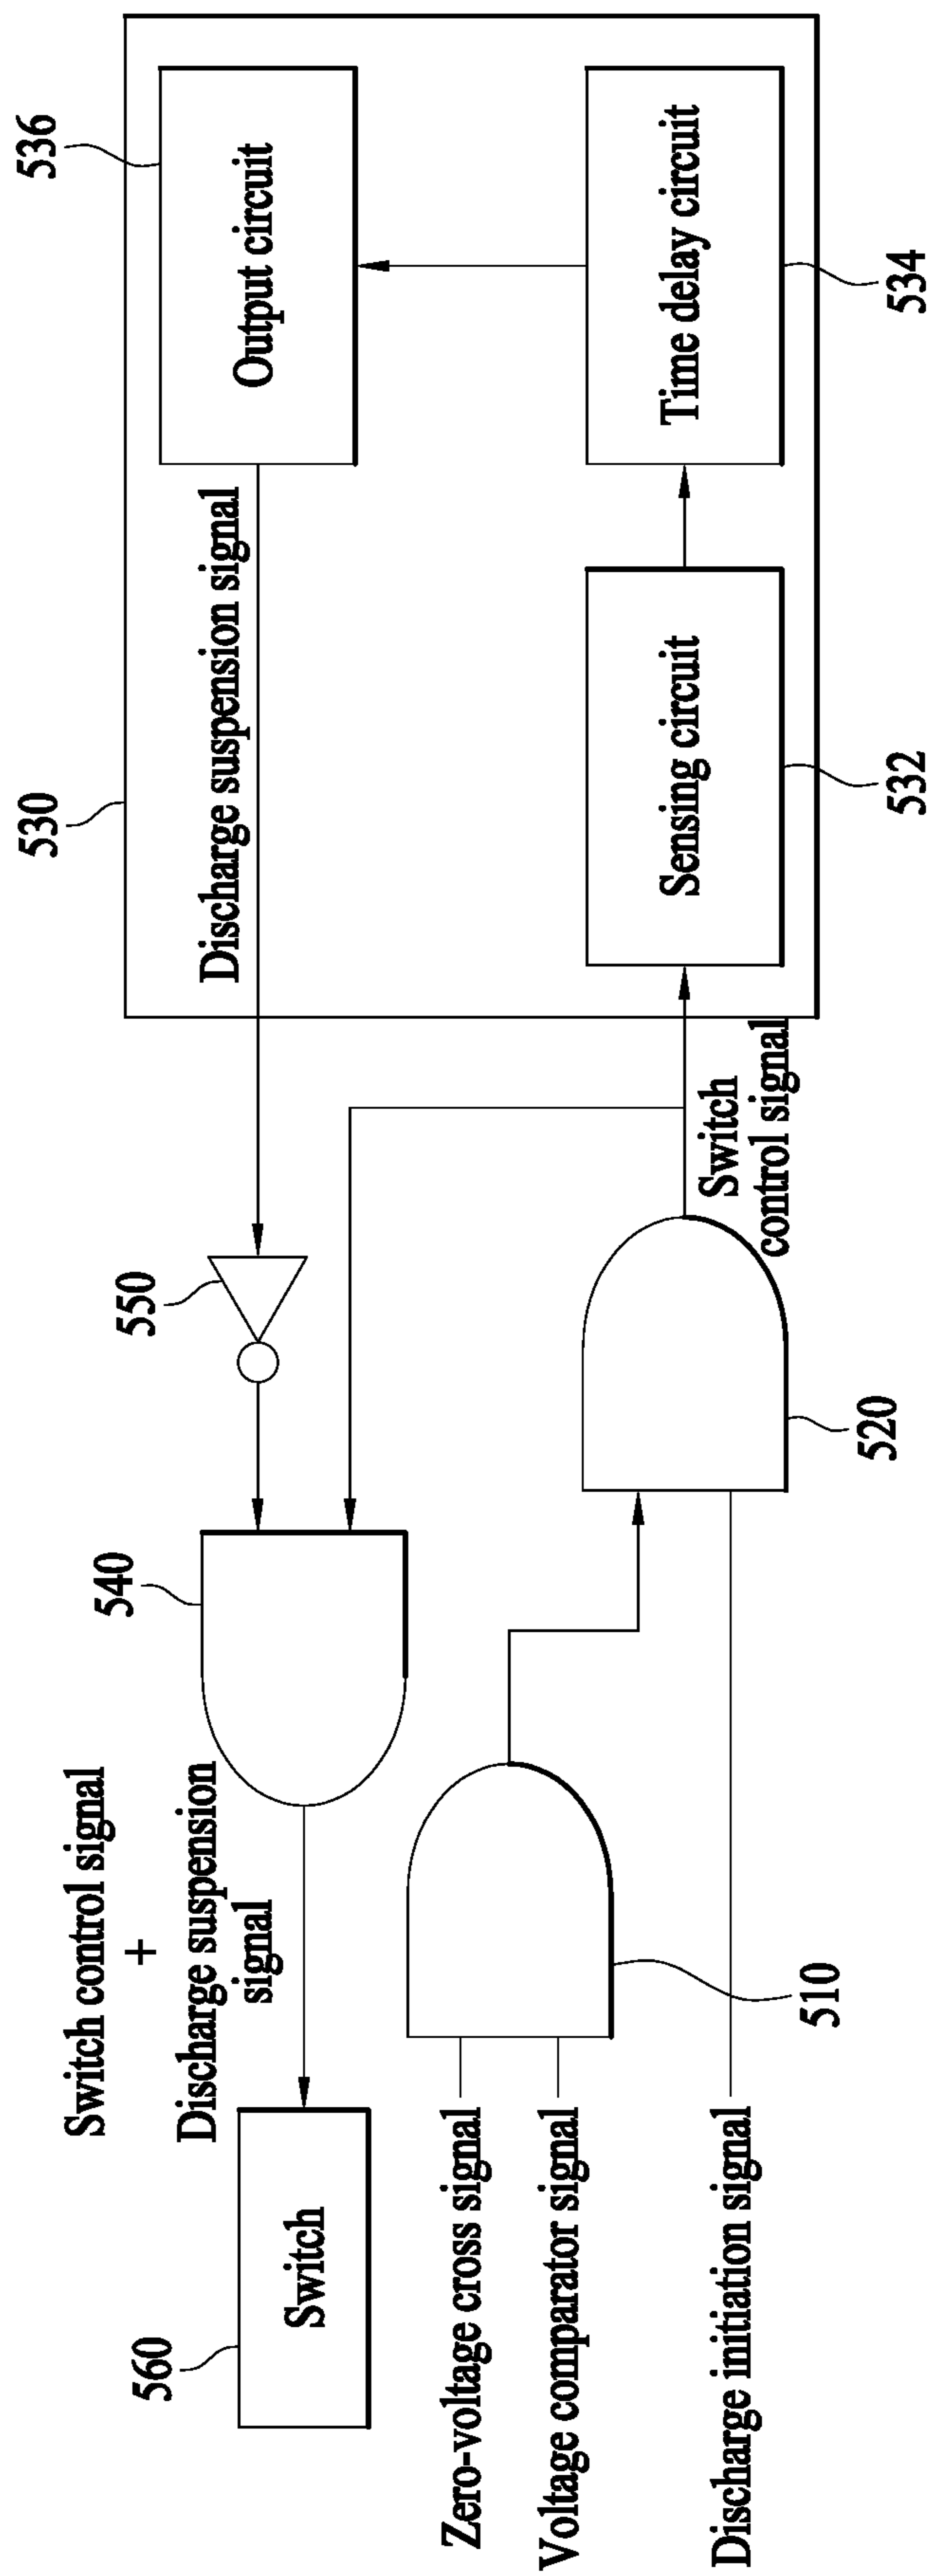 530
536
Output circuit
Discharge suspension signal
Switch control signal
+
Discharge suspension
signal
540
550
560
Switch
Sensing circuit
Time delay circuit
532
534
Switch
control signal
Zero-voltage cross signal
Voltage comparator signal
510
520
Discharge initiation signal